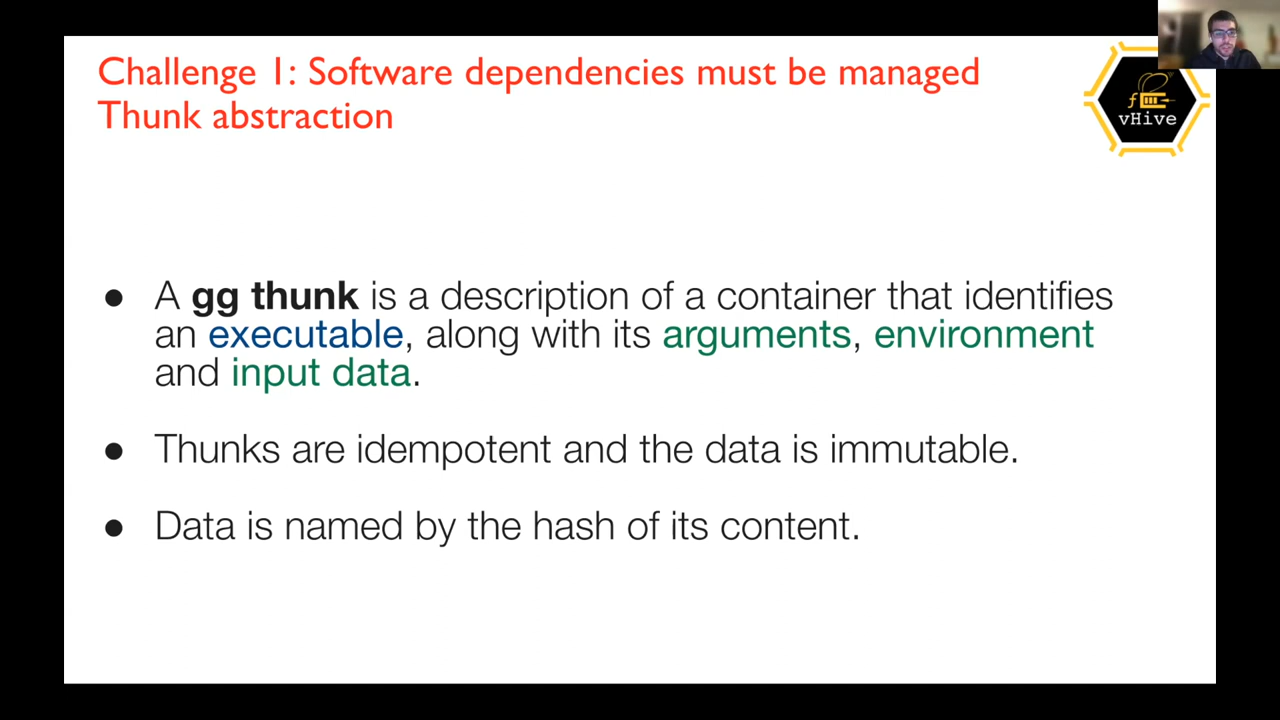 Challenge 1: Software dependencies must be managed
Thunk abstraction
vHive
● A gg thunk is a description of a container that identifies
an executable, along with its arguments, environment
and input data.
● Thunks are idempotent and the data is immutable.
● Data is named by the hash of its content.